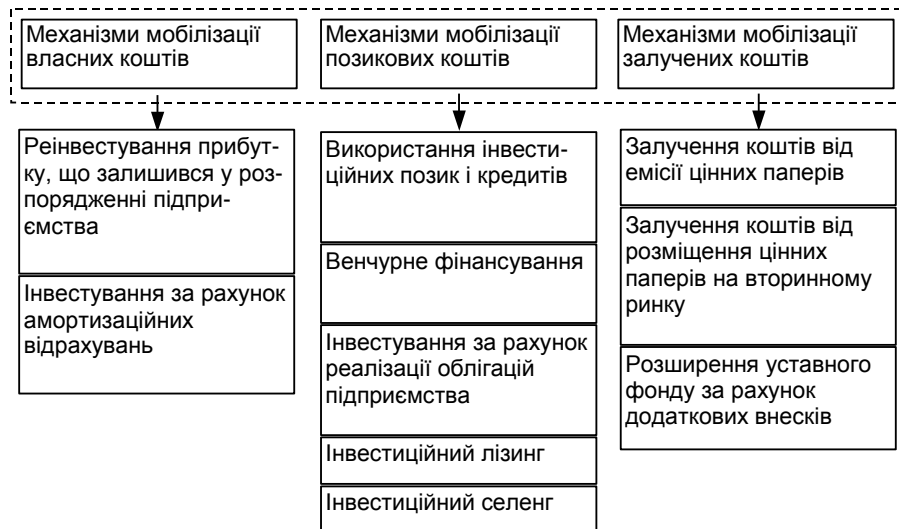 Механізми мобілізації
власних коштів
Механізми мобілізації
позикових коштів
Механізми мобілізації
залучених коштів
Реінвестування прибут-
ку, що залишився у роз-
порядженні підпри-
ємства
Інвестування за рахунок
амортизаційних
відрахувань
Використання інвести-
ційних позик і кредитів
Венчурне фінансування
Інвестування за рахунок
реалізації облігацій
підприємства
Інвестиційний лізинг
Інвестиційний селенг
Залучення коштів від
емісії цінних паперів
Залучення коштів від
розміщення цінних
паперів на вторинному
ринку
Розширення уставного
фонду за рахунок
додаткових внесків